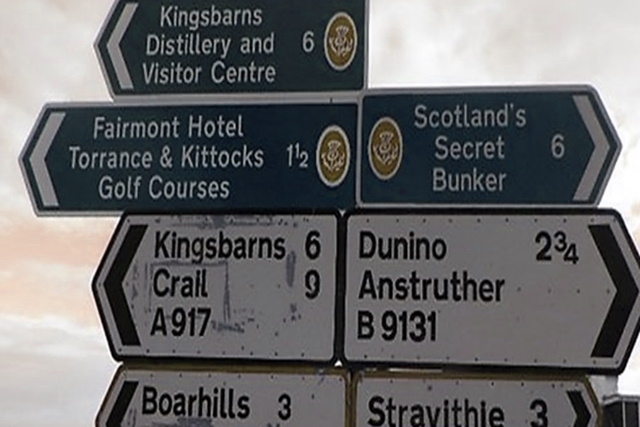 Kingsbarns
Distillery and 6
Visitor Centre
Fairmont Hotel
Torrance & Kittocks 1½
Golf Courses
Scotland's
Secret 6
Bunker
Kingsbarns 6
Crail 9
A917
Dunino 2¾
Anstruther
B 9131
Boarhills 3
Stravithie 3